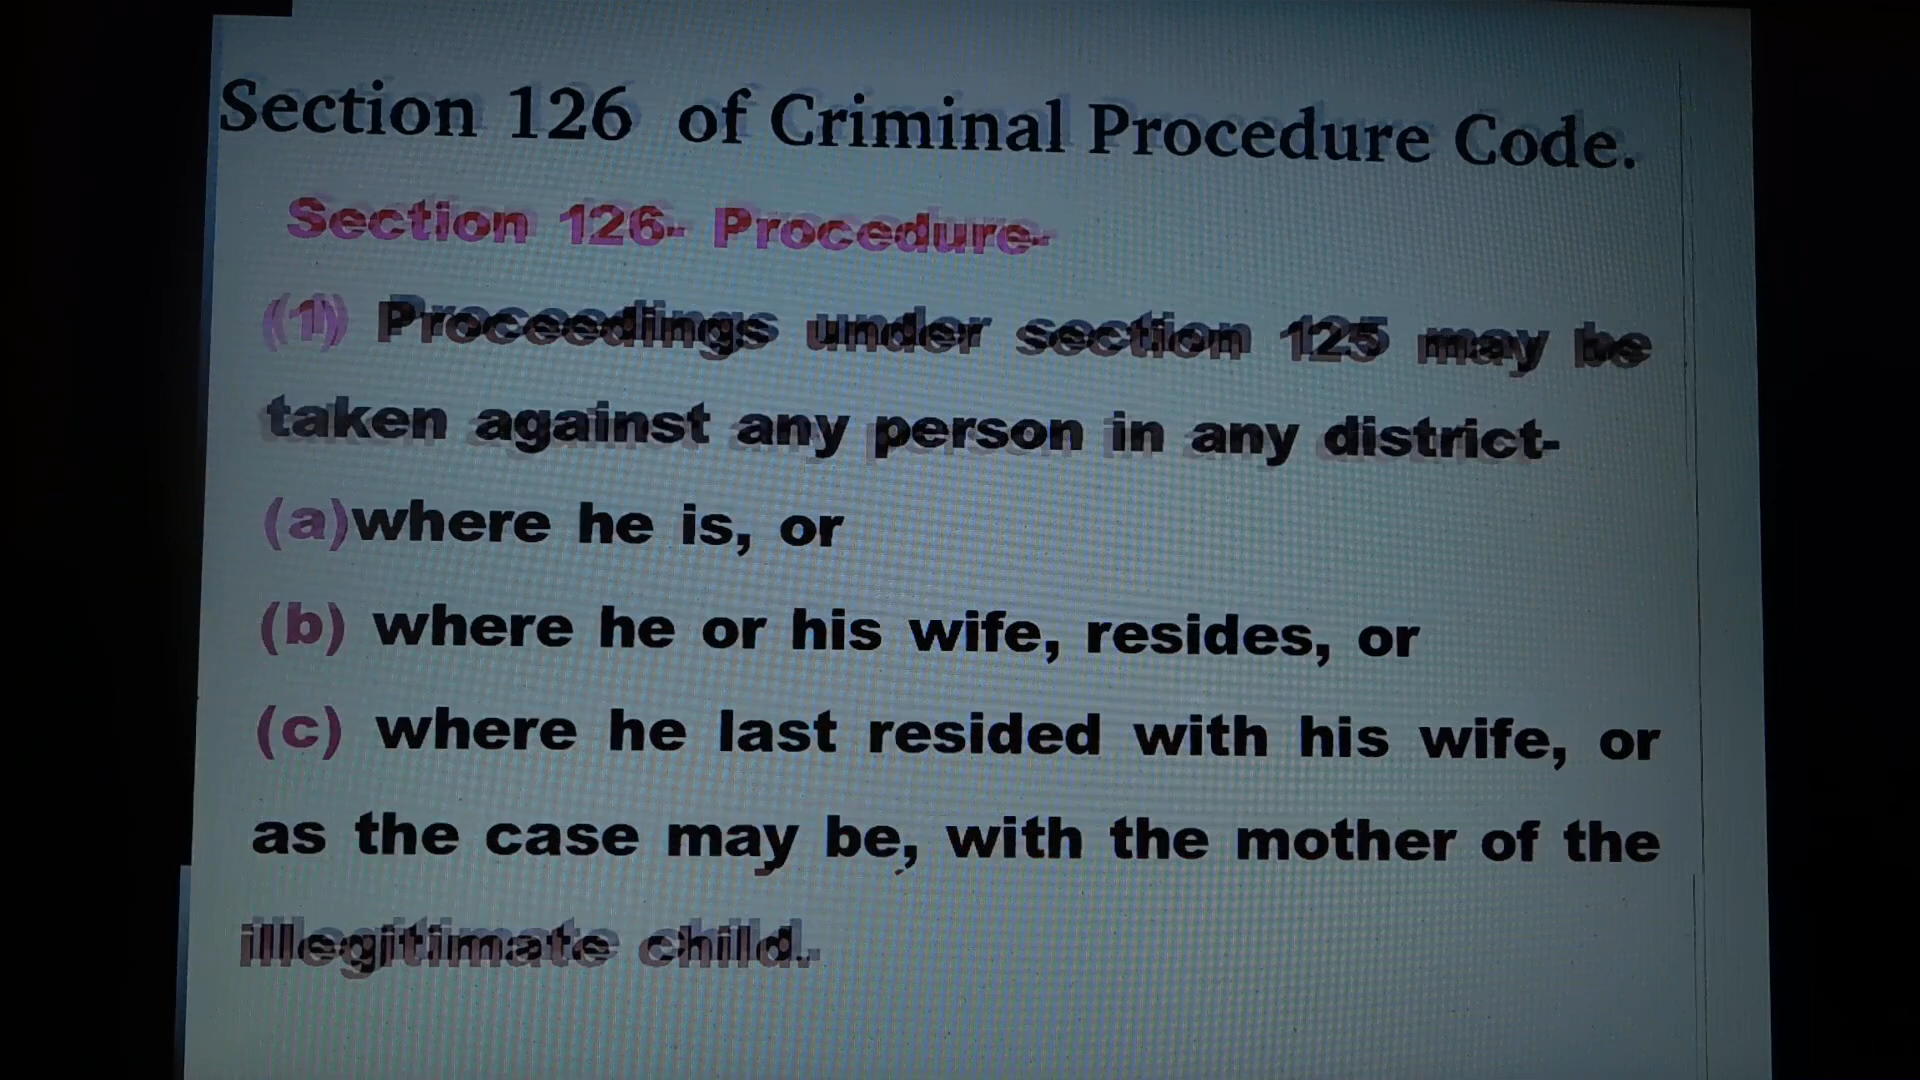 Section 126 of Criminal Procedure Code.
Section 126- Procedure-
(1) Proceedings under section 125 may be
taken against any person in any district-
(a)where he is, or
(b) where he or his wife, resides, or
(c) where he last resided with his wife, or
as the case may be, with the mother of the
illegitimate child.